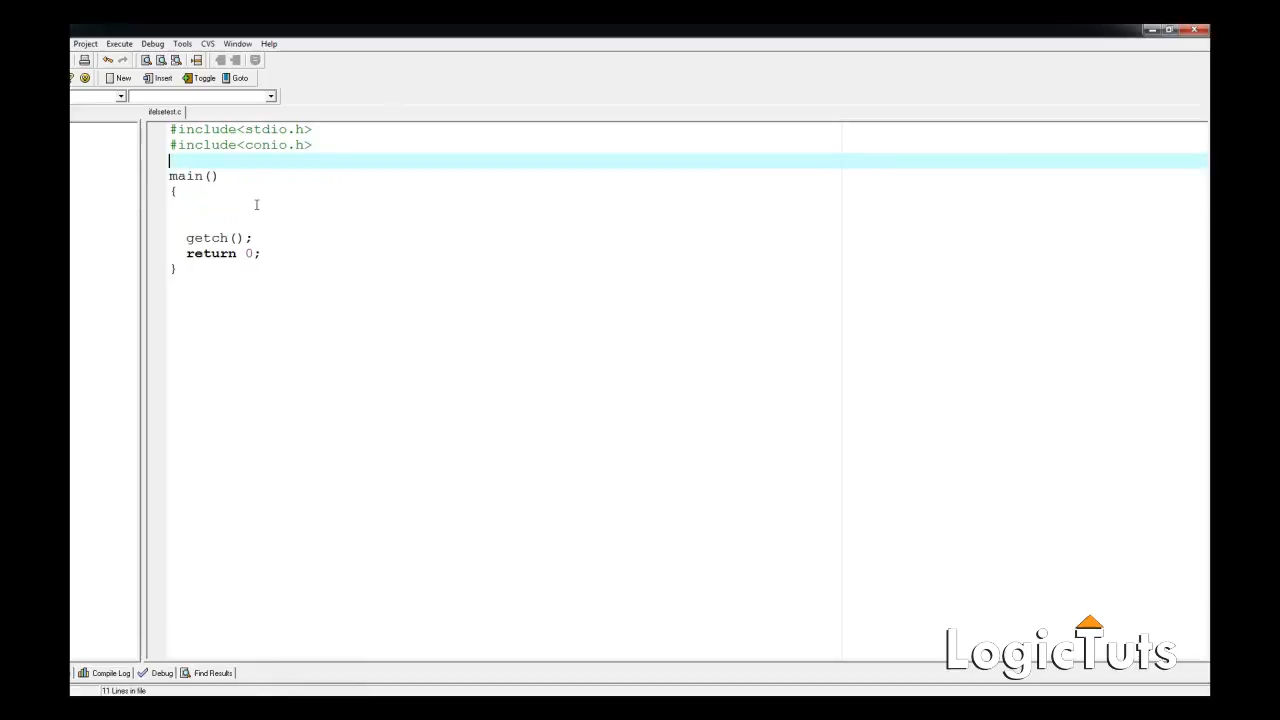 Project Execute Debug Tools CVS Window Help
New Insert Toggle Goto
ifelsetest.c
#include<stdio.h>
#include<conio.h>
main()
{
getch();
return 0;
}
LogicTuts
Compile Log Debug Find Results
11 Lines in file